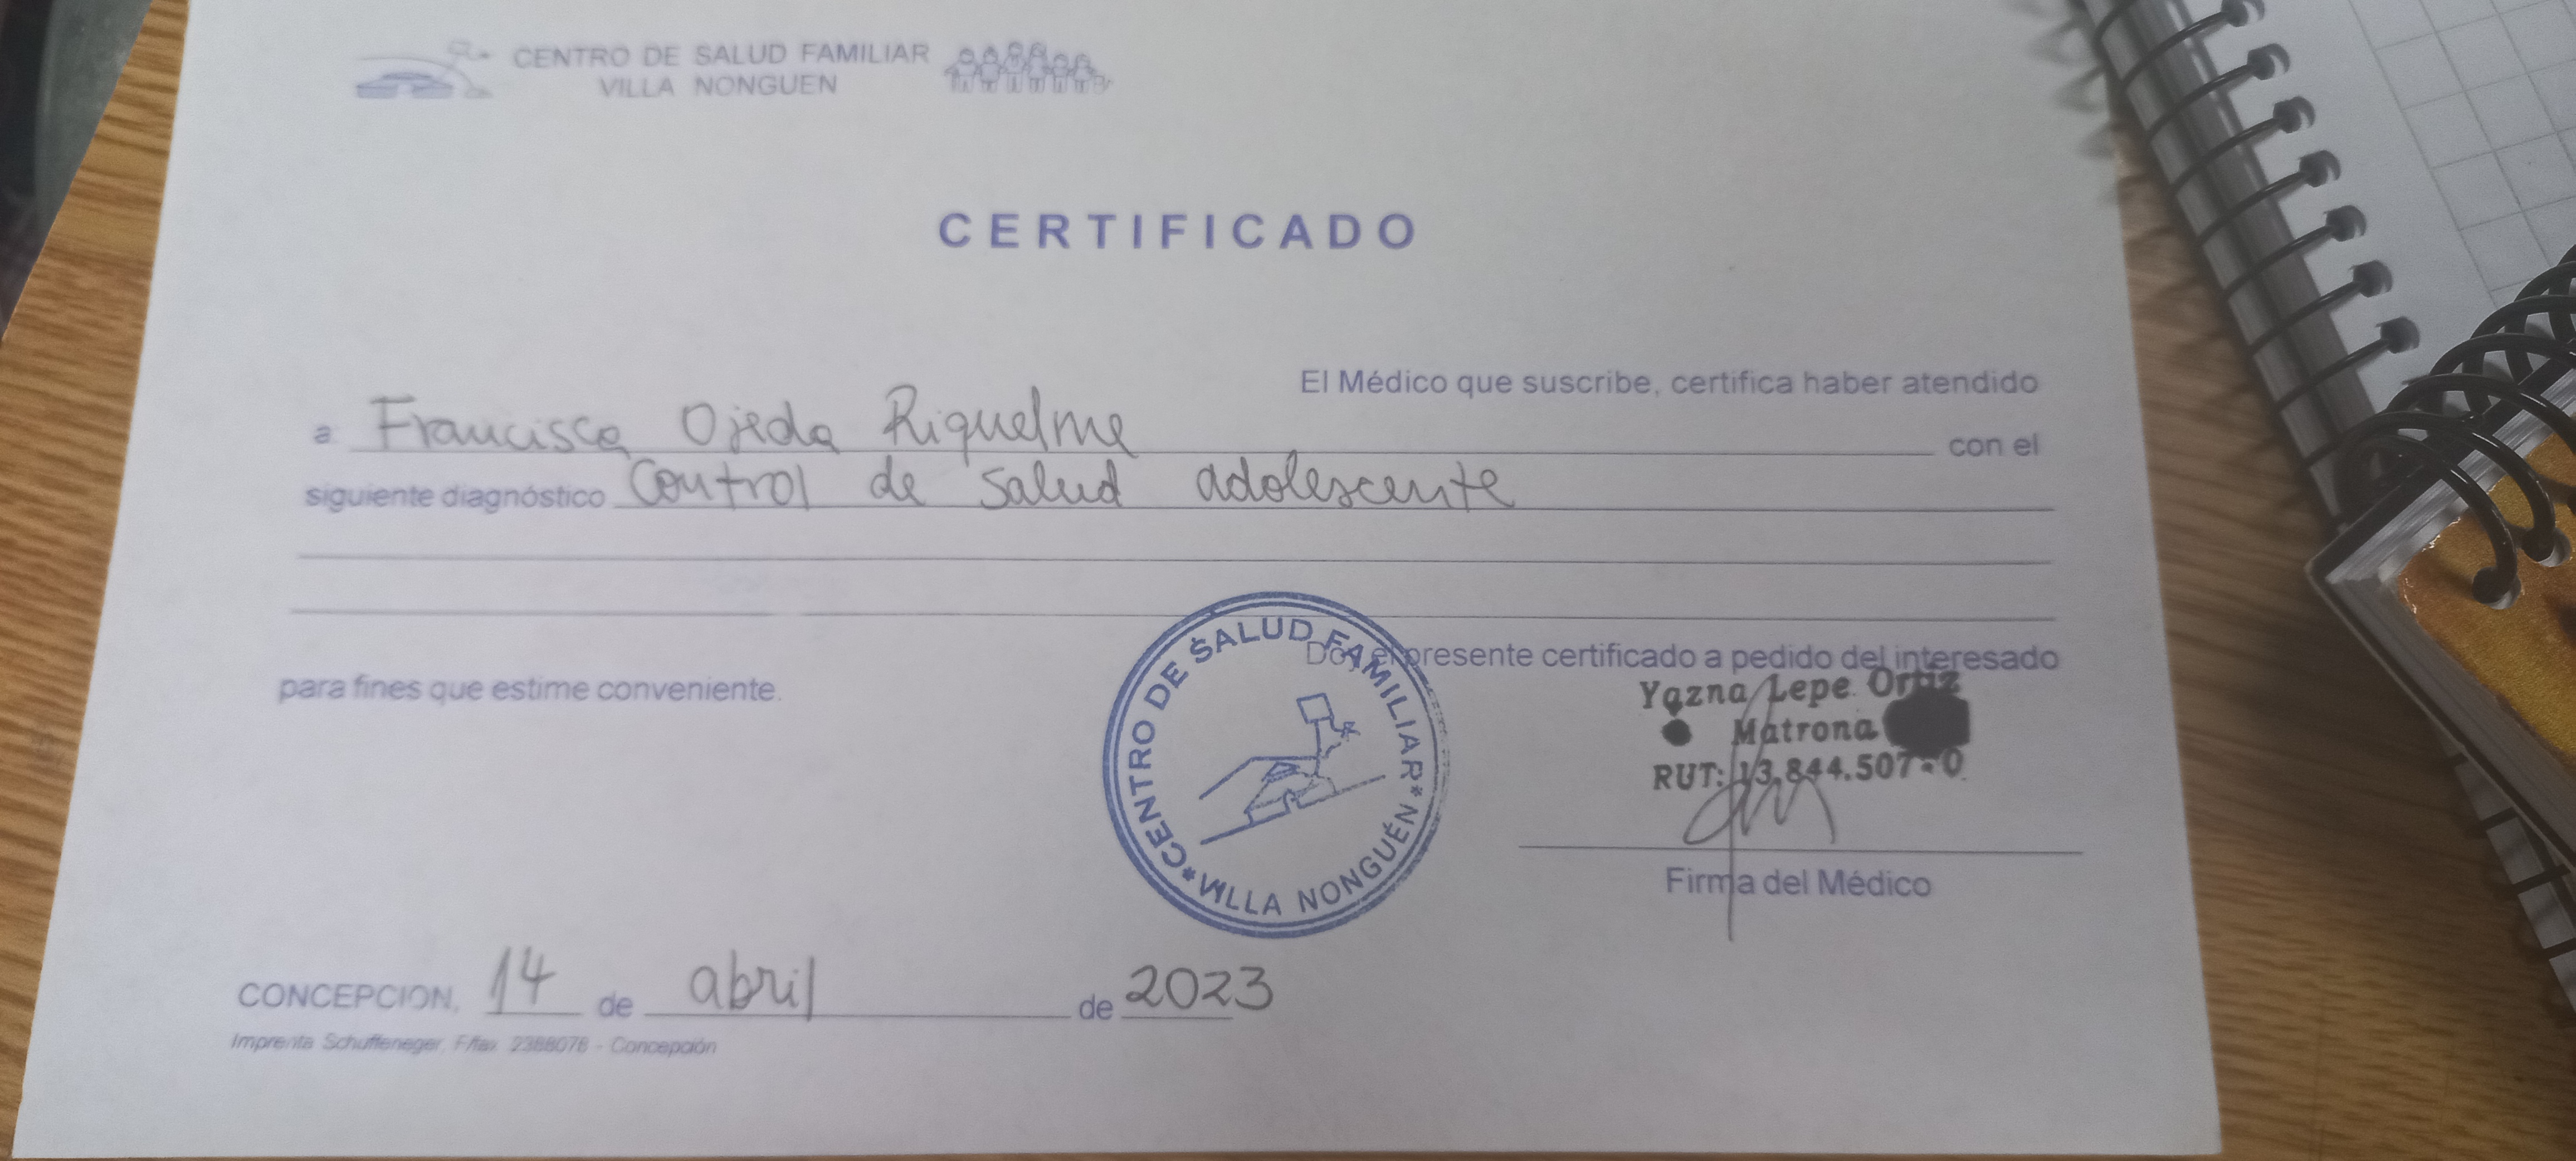 CENTRO DE SALUD FAMILIAR
VILLA NONGUEN
CERTIFICADO
El Médico que suscribe, certifica haber atendido
a Francisca Ojeda Riquelme con el
siguiente diagnóstico Control de salud adolescente
Doy el presente certificado a pedido del interesado
para fines que estime conveniente.
*CENTRO DE SALUD FAMILIAR*
VILLA NONGUÉN
Yazna Lepe Ortiz
Matrona
RUT: 13.844.507-0
Firma del Médico
CONCEPCION, 14 de abril de 2023
Imprenta Schuffeneger, F/fax 2388078 - Concepción